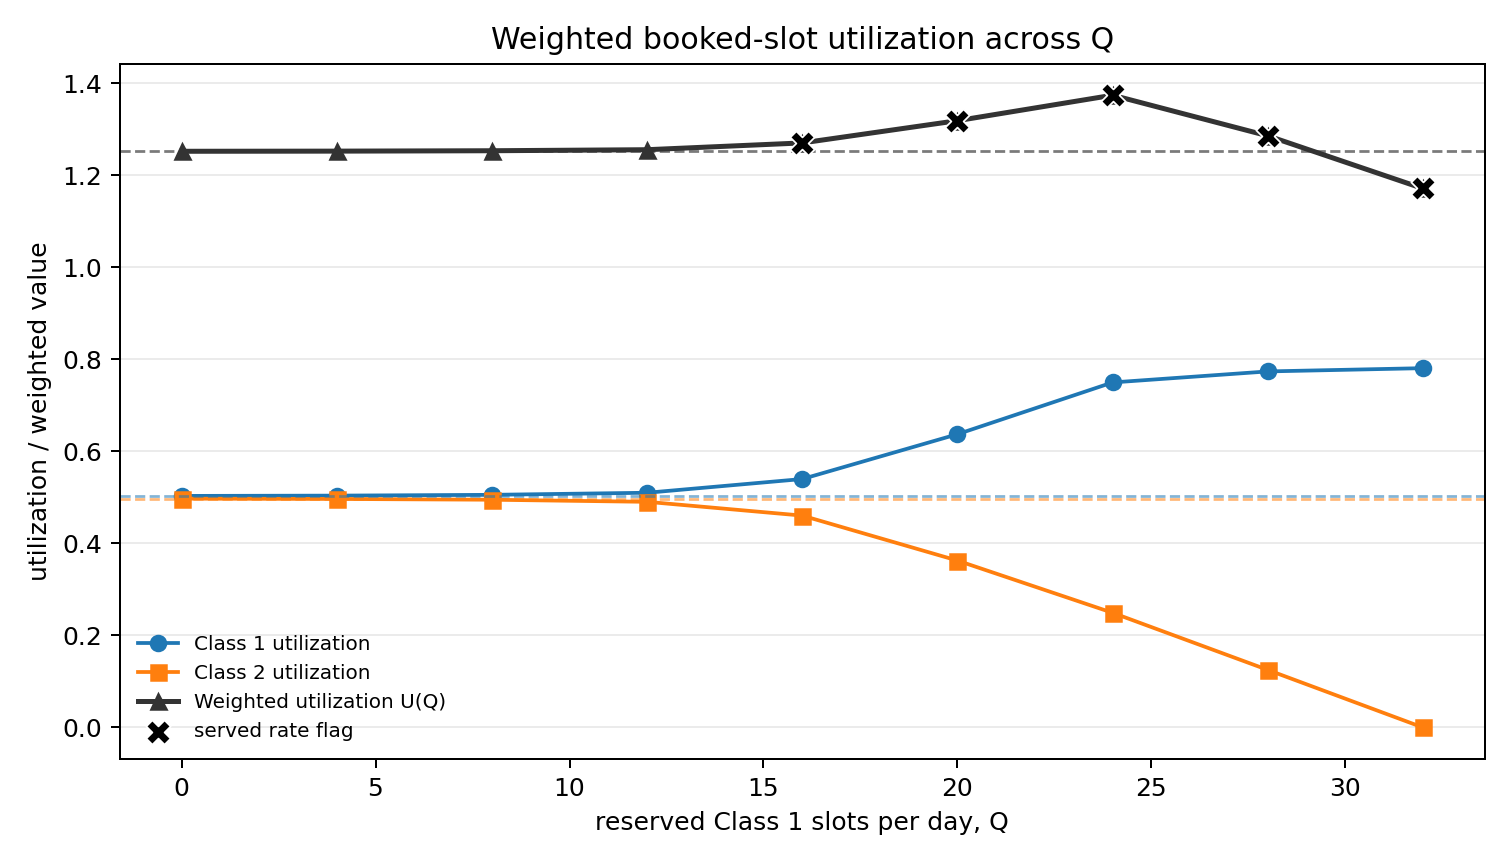 Weighted booked-slot utilization across Q
utilization / weighted value
1.4
1.2
1.0
0.8
0.6
0.4
0.2
0.0
Class 1 utilization
Class 2 utilization
Weighted utilization U(Q)
served rate flag
0 5 10 15 20 25 30
reserved Class 1 slots per day, Q